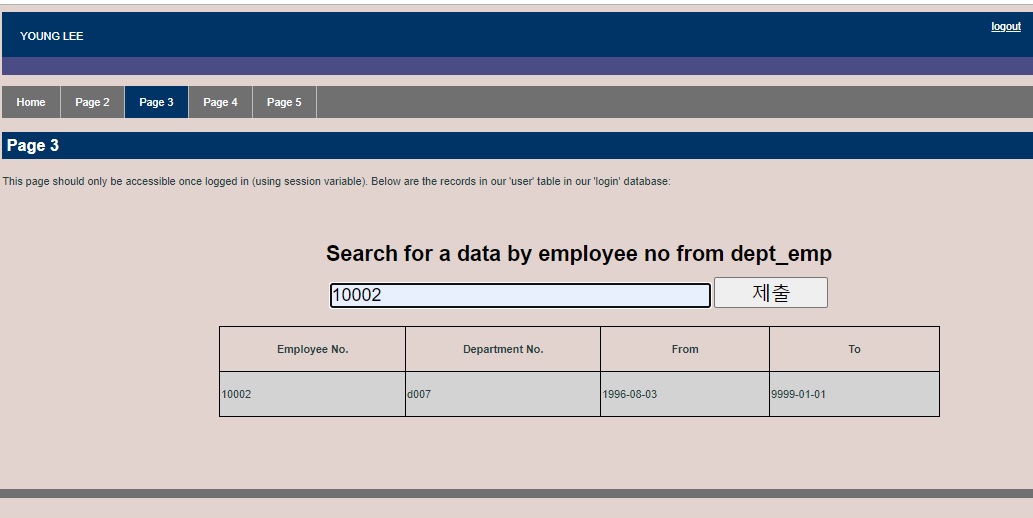 YOUNG LEE
logout
Home Page 2 Page 3 Page 4 Page 5
Page 3
This page should only be accessible once logged in (using session variable). Below are the records in our 'user' table in our 'login' database:
Search for a data by employee no from dept_emp
10002 제출
Employee No. Department No. From To
10002 d007 1996-08-03 9999-01-01